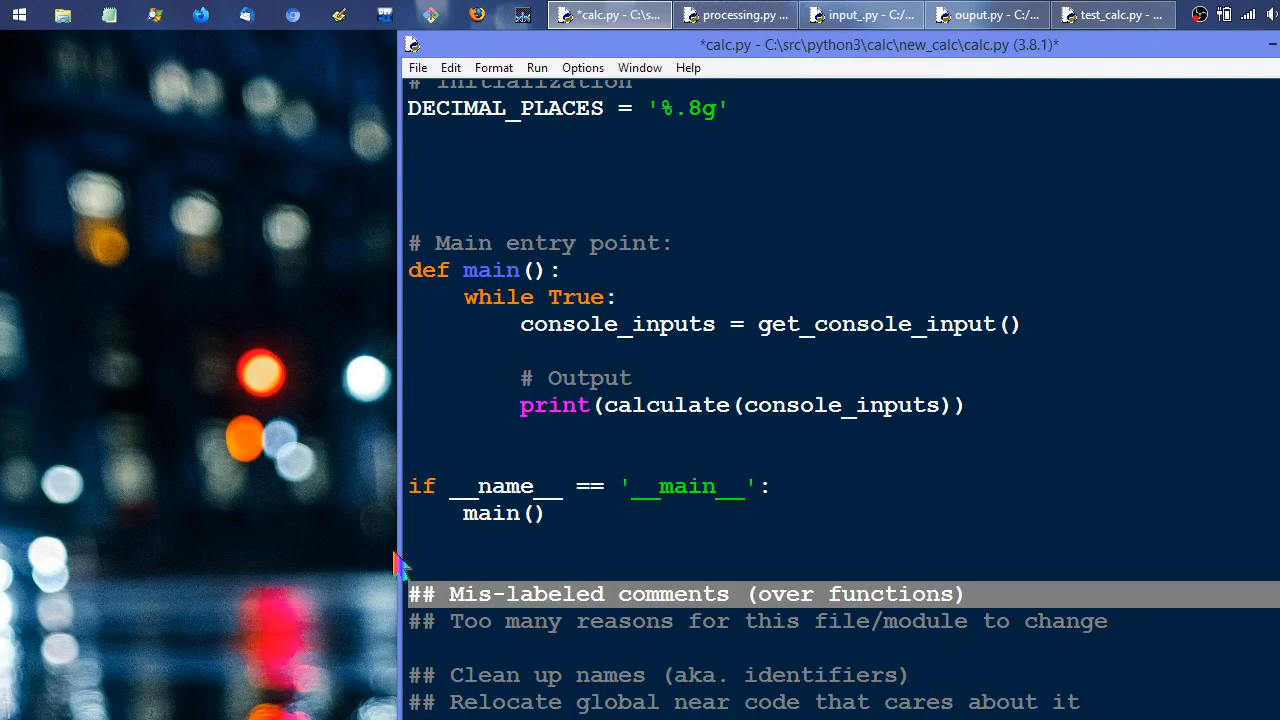 *calc.py - C:\s...
processing.py ...
input_.py - C:/...
ouput.py - C:/...
test_calc.py - ...
*calc.py - C:\src\python3\calc\new_calc\calc.py (3.8.1)*
File Edit Format Run Options Window Help
# Initialization
DECIMAL_PLACES = '%.8g'
# Main entry point:
def main():
while True:
console_inputs = get_console_input()
# Output
print(calculate(console_inputs))
if __name__ == '__main__':
main()
## Mis-labeled comments (over functions)
## Too many reasons for this file/module to change
## Clean up names (aka. identifiers)
## Relocate global near code that cares about it